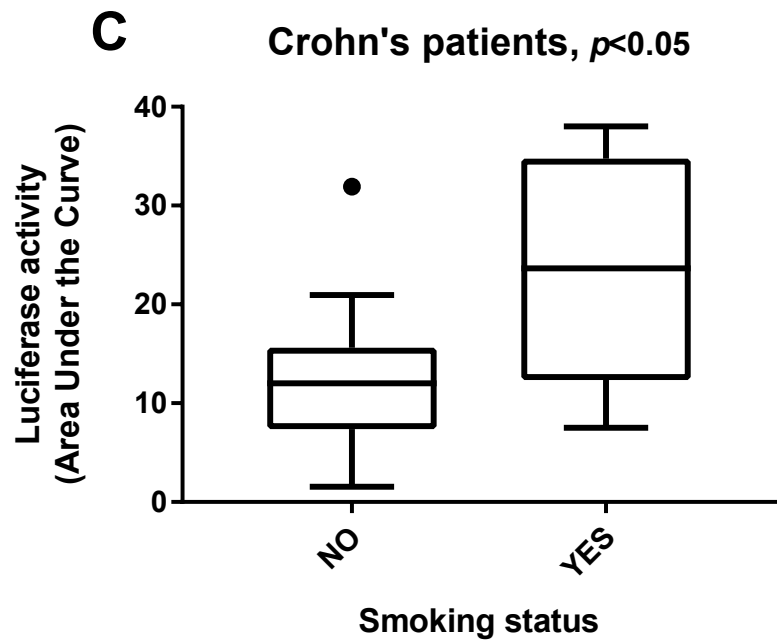 C
Crohn's patients, p<0.05
Luciferase activity
(Area Under the Curve)
40
30
20
10
0
NO
YES
Smoking status